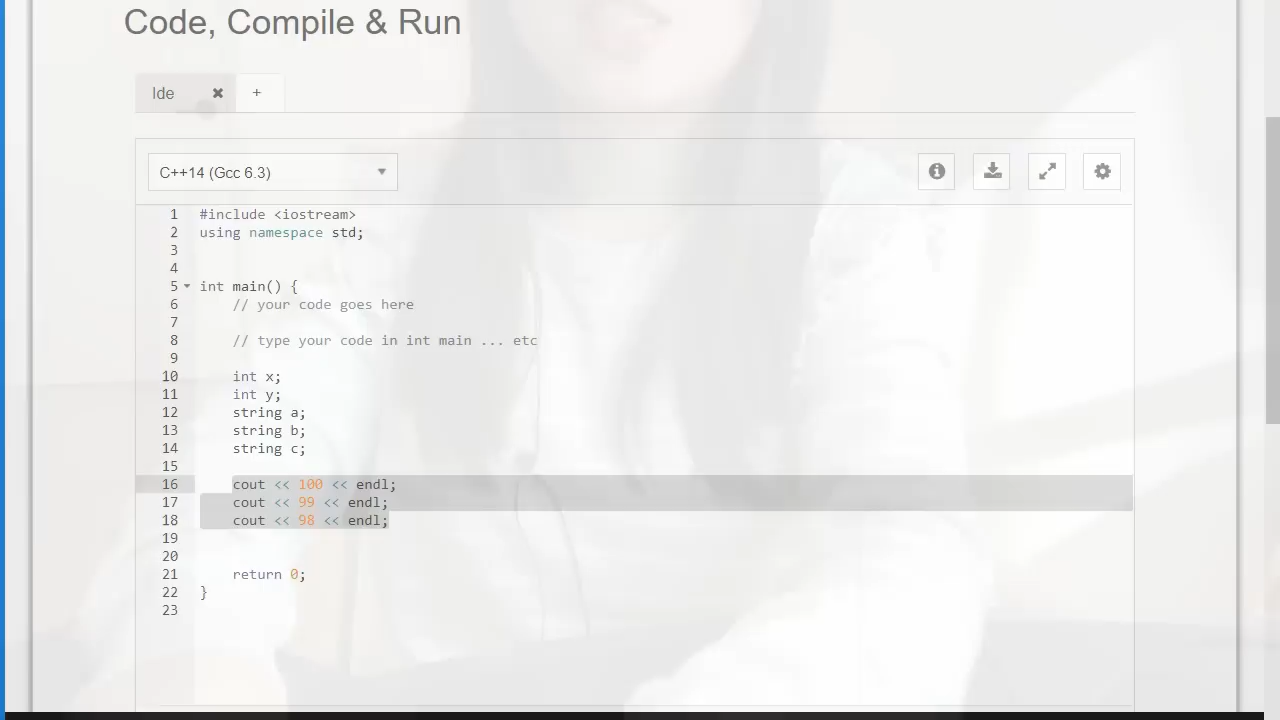 Code, Compile & Run
Ide ✖ +
C++14 (Gcc 6.3)
1 #include <iostream>
2 using namespace std;
3
4
5 int main() {
6 // your code goes here
7
8 // type your code in int main ... etc
9
10 int x;
11 int y;
12 string a;
13 string b;
14 string c;
15
16 cout << 100 << endl;
17 cout << 99 << endl;
18 cout << 98 << endl;
19
20
21 return 0;
22 }
23